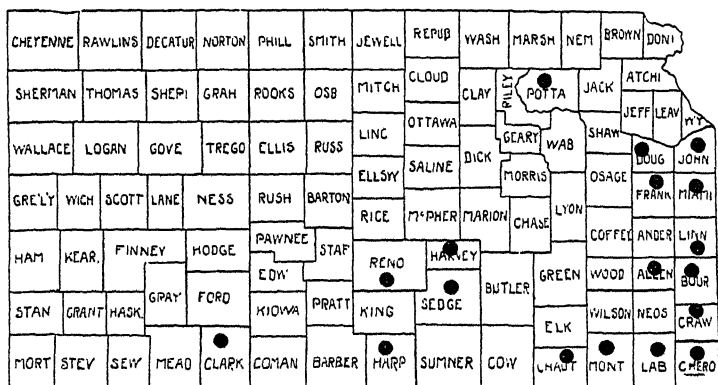 CHEYENNE RAWLINS DECATUR NORTON PHILL SMITH JEWELL REPUB WASH MARSH NEM BROWN DONI
SHERMAN THOMAS SHERI GRAH ROOKS OSB MITCH CLOUD CLAY RILEY POTTA JACK ATCHI
JEFF LEAV WY
WALLACE LOGAN GOVE TREGO ELLIS RUSS LINC OTTAWA DICK GEARY WAB SHAW DOUG JOHN
ELLSW SALINE MORRIS OSAGE FRANK MIAMI
GRE'L'Y WICH SCOTT LANE NESS RUSH BARTON RICE McPHER MARION CHASE LYON
COFFEE ANDER LINN
HAM KEAR. FINNEY HODGE PAWNEE STAF RENO HARVEY
GRAY FORD EDW SEDGE BUTLER GREEN WOOD ALLEN BOUR
STAN GRANT HASK. KIOWA PRATT KING ELK WILSON NEOS CRAW
MORT STEV SEW MEAD CLARK COMAN BARBER HARP SUMNER COW CHAUT MONT LAB CHERO